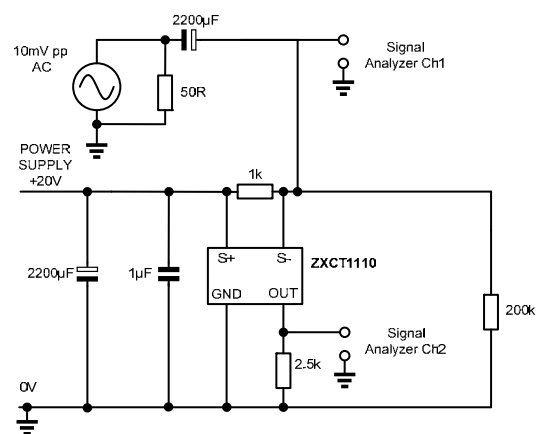 2200µF
10mV pp
AC
50R
Signal
Analyzer Ch1
POWER
SUPPLY
+20V
1k
S+
S-
ZXCT1110
2200µF
1µF
GND
OUT
200k
Signal
Analyzer Ch2
2.5k
0V